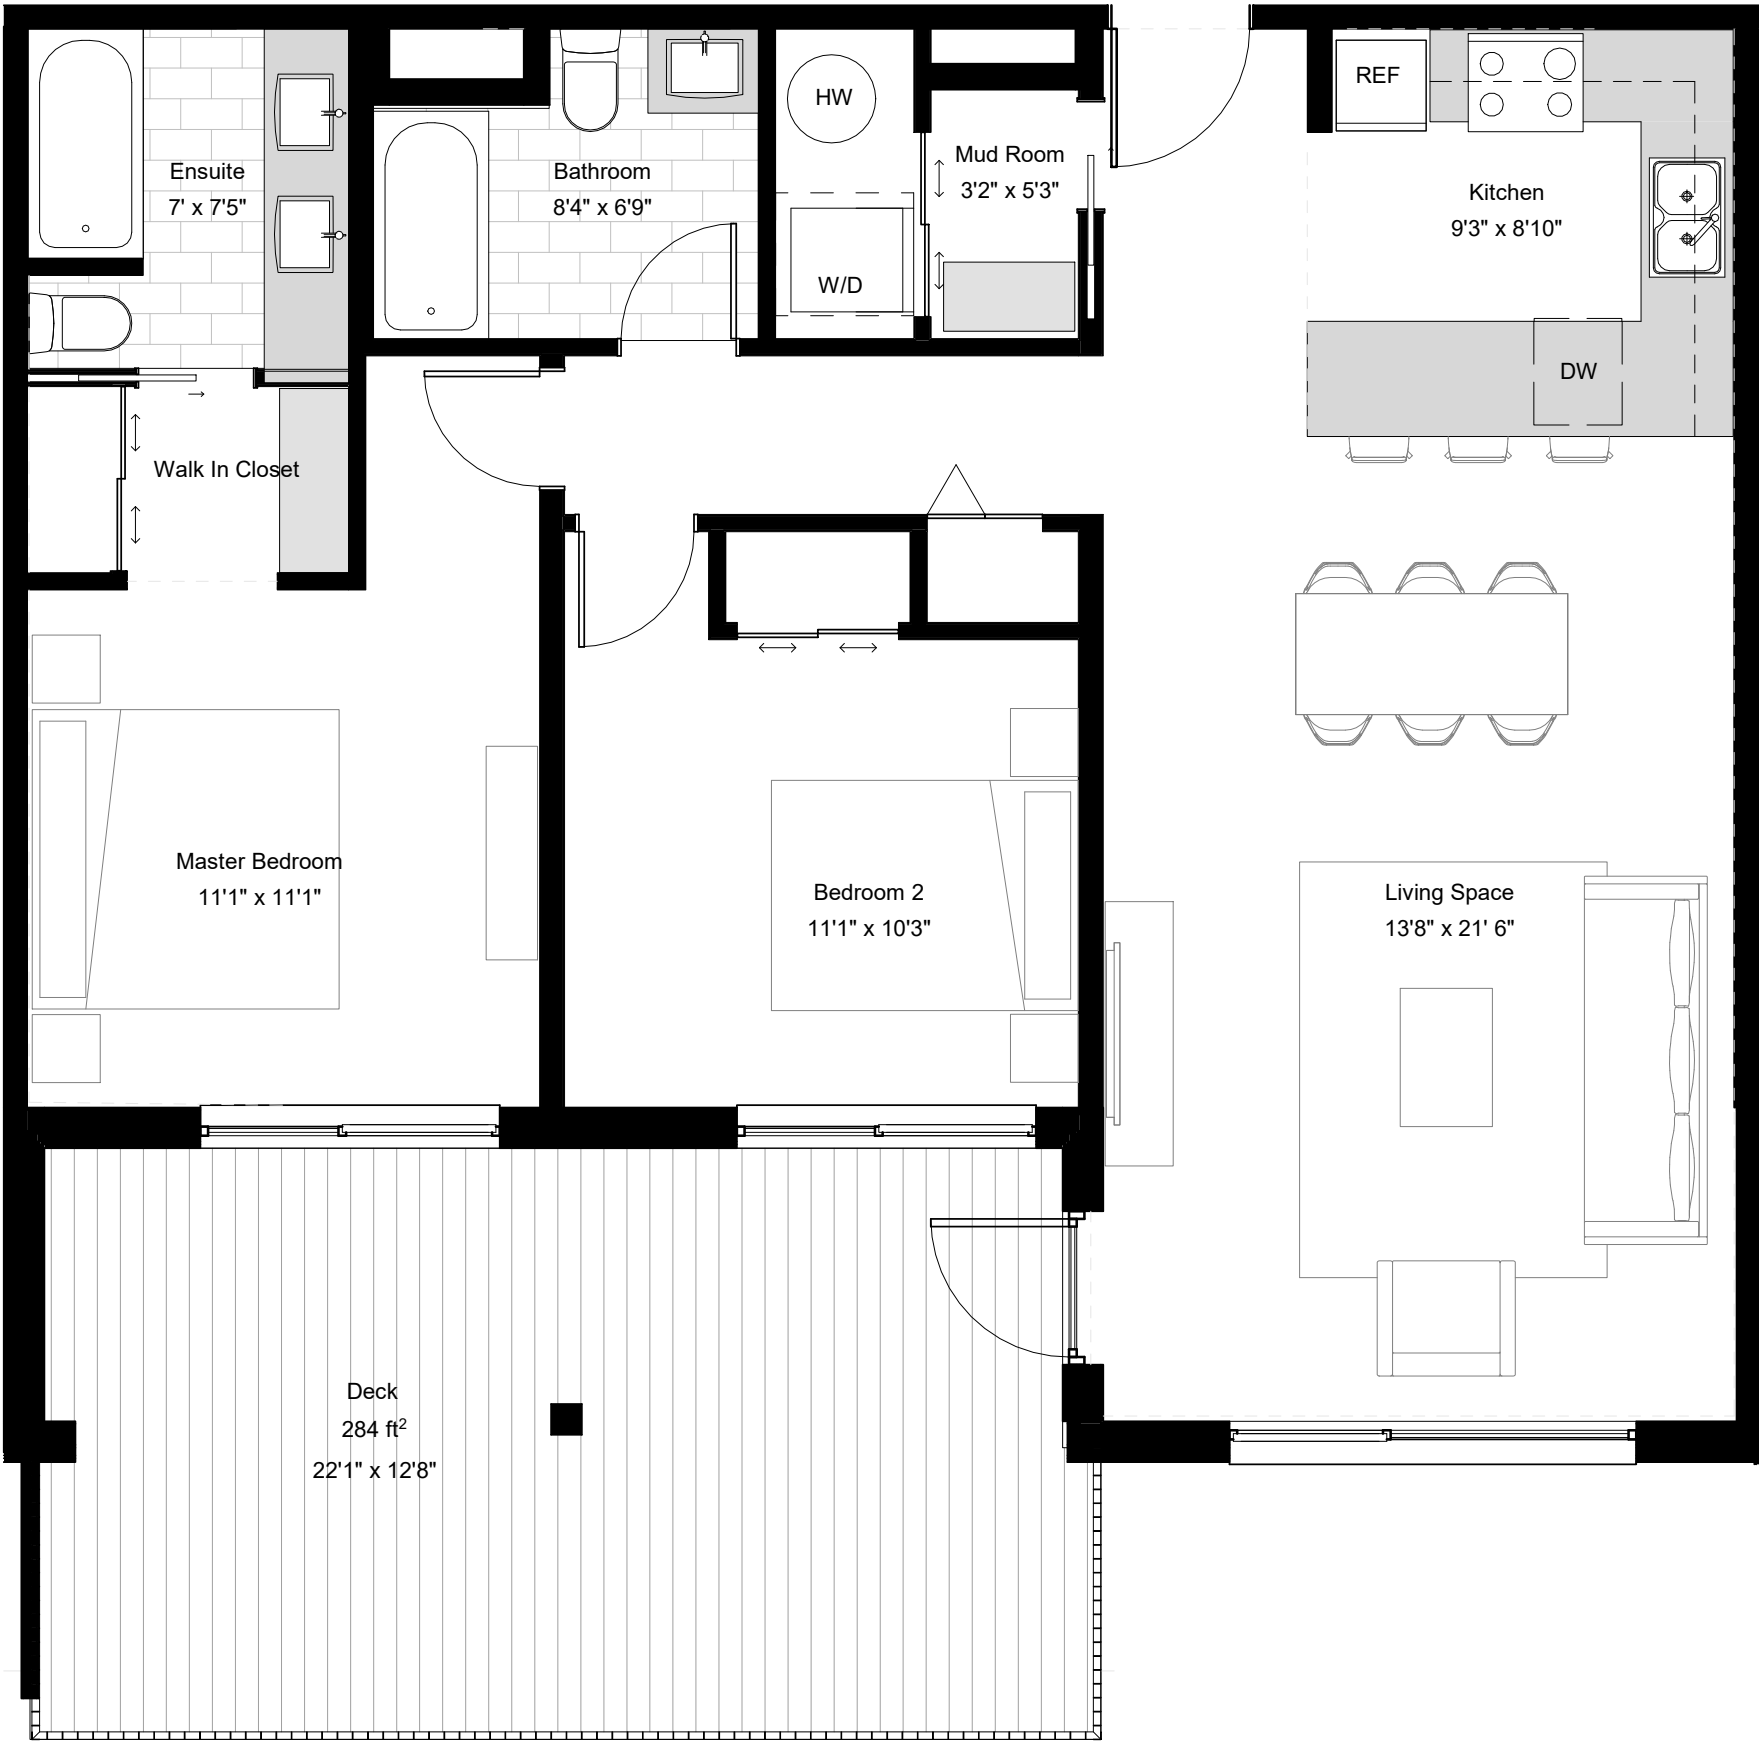 REF
HW
Mud Room
3'2" x 5'3"
Ensuite
7' x 7'5"
Bathroom
8'4" x 6'9"
Kitchen
9'3" x 8'10"
W/D
DW
Walk In Closet
Master Bedroom
11'1" x 11'1"
Bedroom 2
11'1" x 10'3"
Living Space
13'8" x 21' 6"
Deck
284 ft²
22'1" x 12'8"